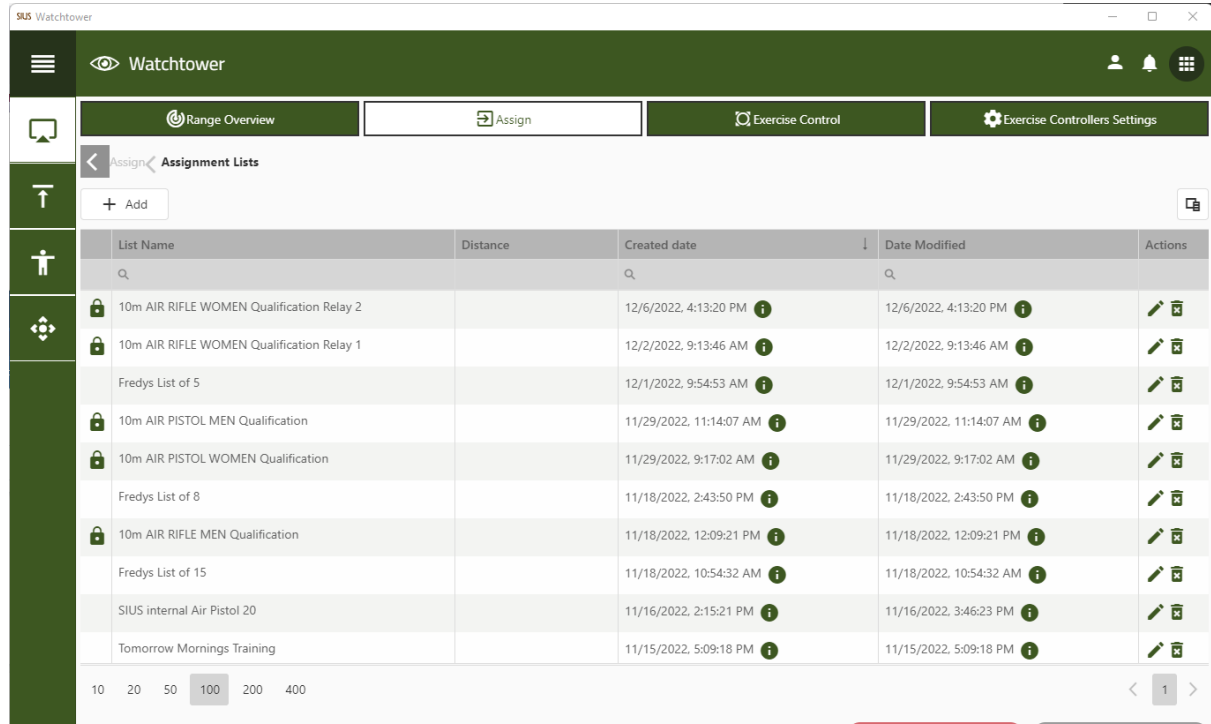 SIUS Watchtower
Watchtower
Range Overview Assign Exercise Control Exercise Controllers Settings
Assign Assignment Lists
+ Add
List Name Distance Created date ↓ Date Modified Actions
10m AIR RIFLE WOMEN Qualification Relay 2 12/6/2022, 4:13:20 PM 12/6/2022, 4:13:20 PM
10m AIR RIFLE WOMEN Qualification Relay 1 12/2/2022, 9:13:46 AM 12/2/2022, 9:13:46 AM
Fredys List of 5 12/1/2022, 9:54:53 AM 12/1/2022, 9:54:53 AM
10m AIR PISTOL MEN Qualification 11/29/2022, 11:14:07 AM 11/29/2022, 11:14:07 AM
10m AIR PISTOL WOMEN Qualification 11/29/2022, 9:17:02 AM 11/29/2022, 9:17:02 AM
Fredys List of 8 11/18/2022, 2:43:50 PM 11/18/2022, 2:43:50 PM
10m AIR RIFLE MEN Qualification 11/18/2022, 12:09:21 PM 11/18/2022, 12:09:21 PM
Fredys List of 15 11/18/2022, 10:54:32 AM 11/18/2022, 10:54:32 AM
SIUS internal Air Pistol 20 11/16/2022, 2:15:21 PM 11/16/2022, 3:46:23 PM
Tomorrow Mornings Training 11/15/2022, 5:09:18 PM 11/15/2022, 5:09:18 PM
10 20 50 100 200 400 1